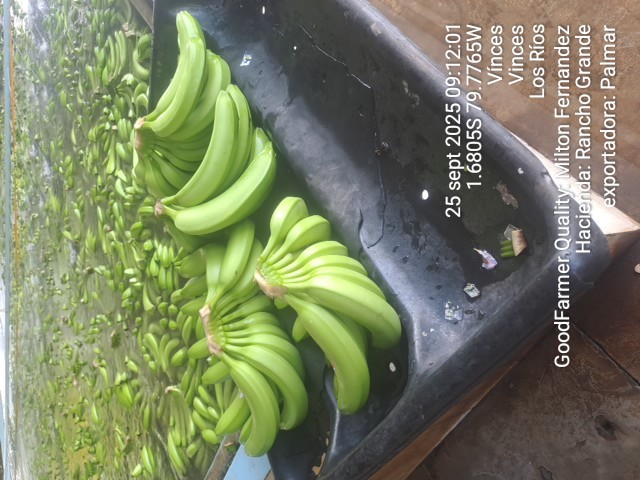 25 sept 2025 09:12:01
1.6805S 79.7765W
Vínces
Vinces
Los Ríos
GoodFarmer Quality: Milton Fernandez
Hacienda: Rancho Grande
exportadora: Palmar